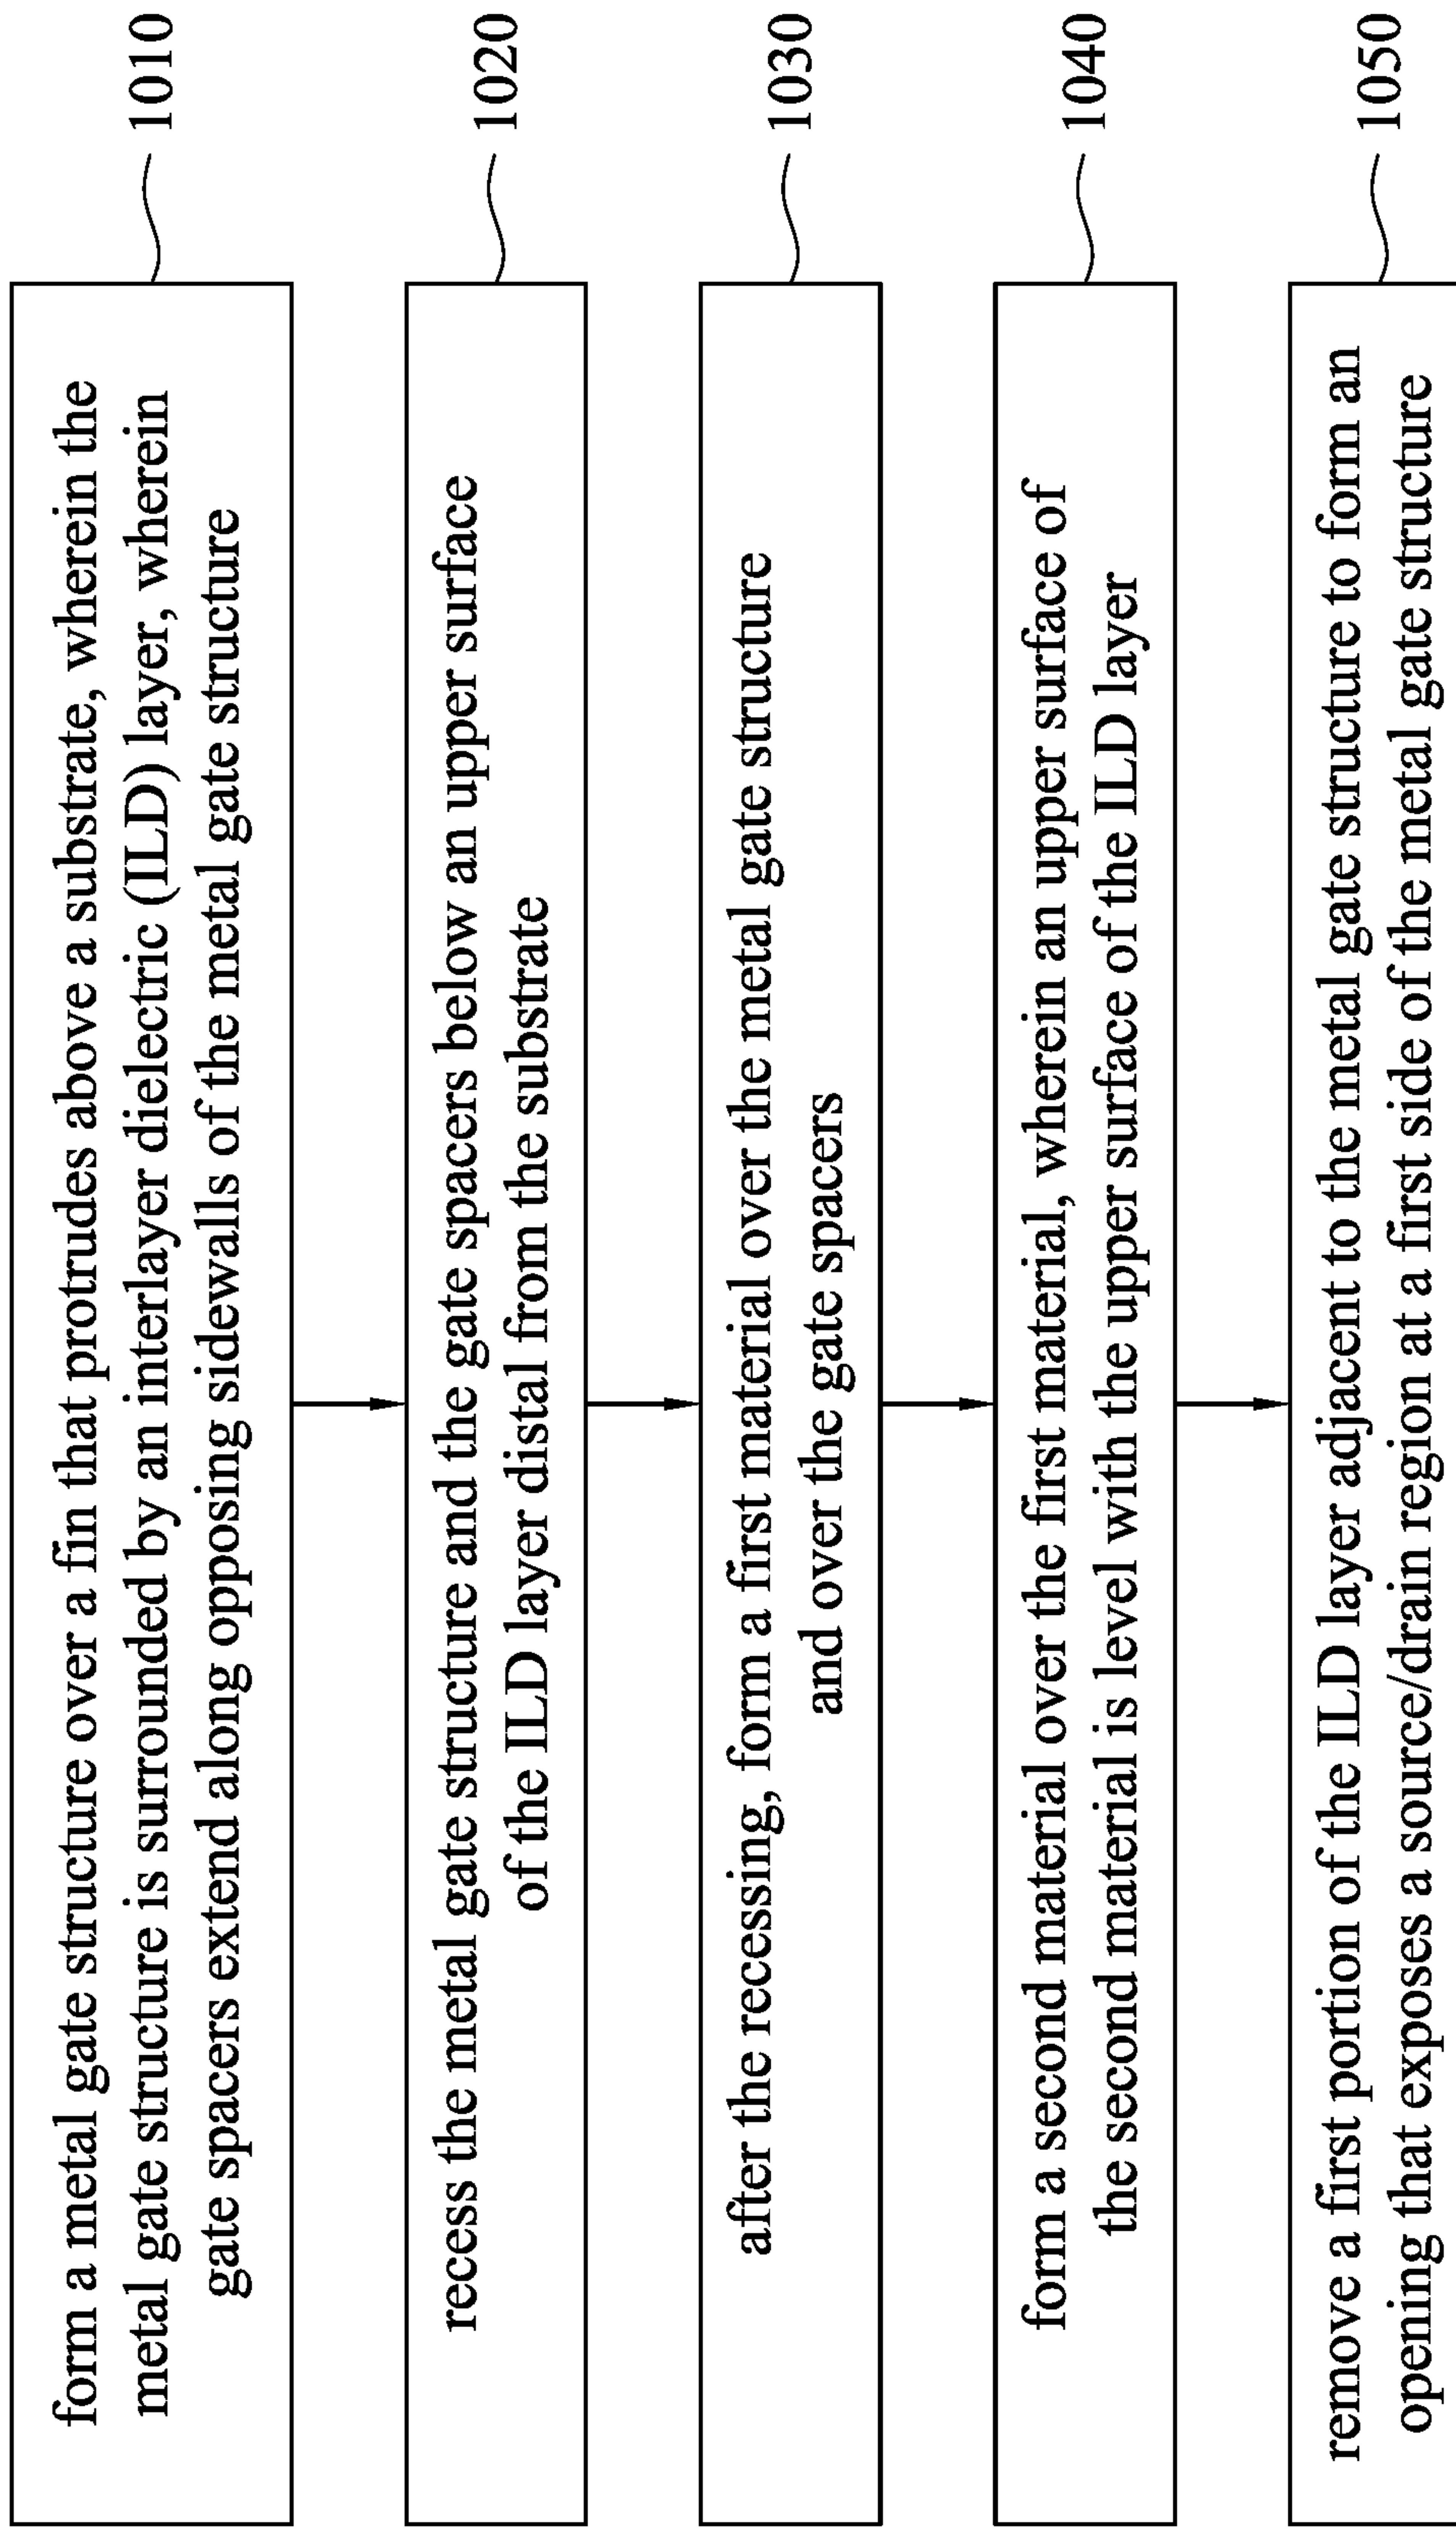 form a metal gate structure over a fin that protrudes above a substrate, wherein the
metal gate structure is surrounded by an interlayer dielectric (ILD) layer, wherein
gate spacers extend along opposing sidewalls of the metal gate structure
1010
recess the metal gate structure and the gate spacers below an upper surface
of the ILD layer distal from the substrate
1020
after the recessing, form a first material over the metal gate structure
and over the gate spacers
1030
form a second material over the first material, wherein an upper surface of
the second material is level with the upper surface of the ILD layer
1040
remove a first portion of the ILD layer adjacent to the metal gate structure to form an
opening that exposes a source/drain region at a first side of the metal gate structure
1050